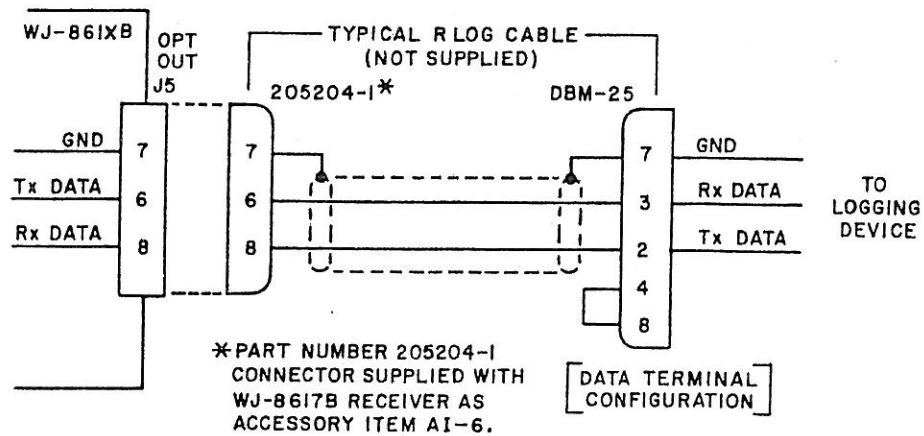 WJ-861XB
OPT
OUT
J5
TYPICAL RLOG CABLE
(NOT SUPPLIED)
205204-1*
DBM-25
GND
7
7
7
GND
Tx DATA
6
6
3
Rx DATA
Rx DATA
8
8
2
Tx DATA
4
8
TO
LOGGING
DEVICE
*PART NUMBER 205204-1
CONNECTOR SUPPLIED WITH
WJ-8617B RECEIVER AS
ACCESSORY ITEM AI-6.
[DATA TERMINAL
CONFIGURATION]